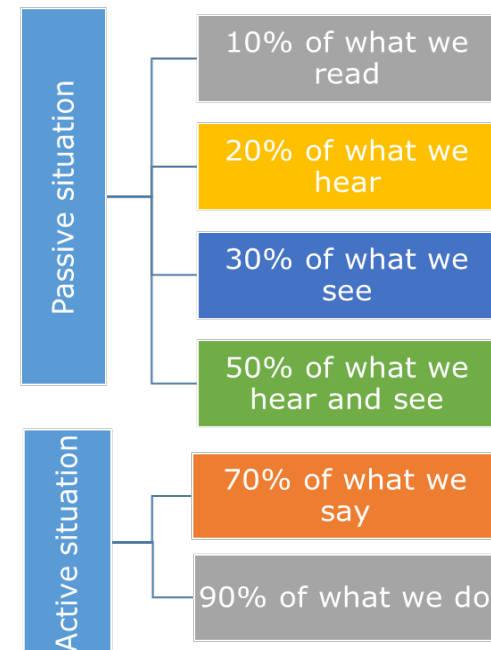 Passive situation
10% of what we
read
20% of what we
hear
30% of what we
see
50% of what we
hear and see
Active situation
70% of what we
say
90% of what we do